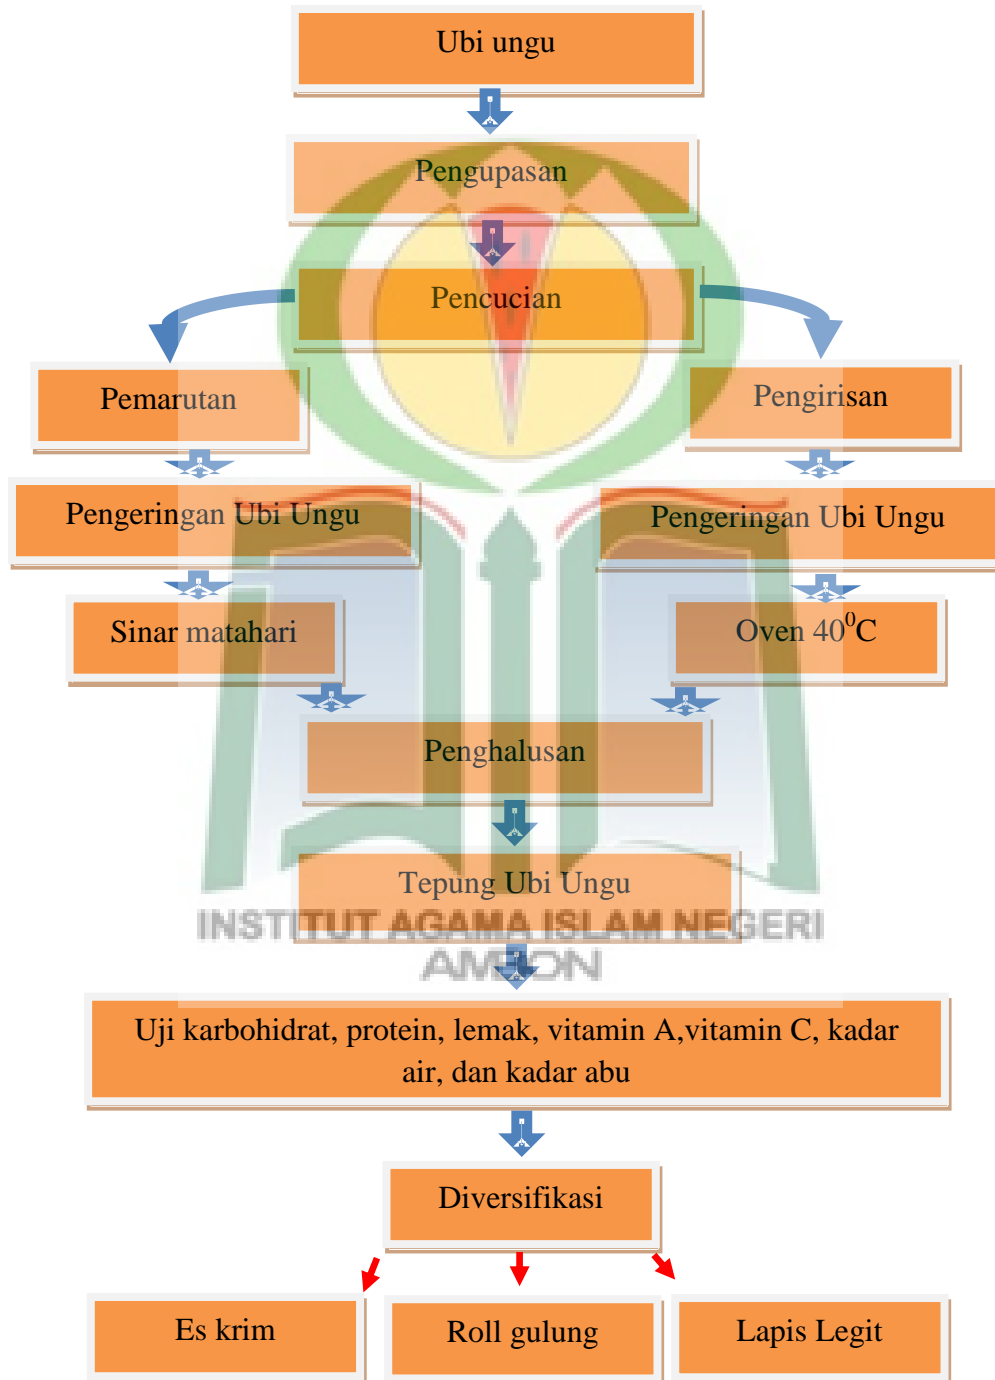 Ubi ungu
Pengupasan
Pencucian
Pemarutan
Pengirisan
Pengeringan Ubi Ungu
Pengeringan Ubi Ungu
Sinar matahari
Oven 40⁰C
Penghalusan
Tepung Ubi Ungu
INSTITUT AGAMA ISLAM NEGERI
AMBON
Uji karbohidrat, protein, lemak, vitamin A,vitamin C, kadar
air, dan kadar abu
Diversifikasi
Es krim
Roll gulung
Lapis Legit